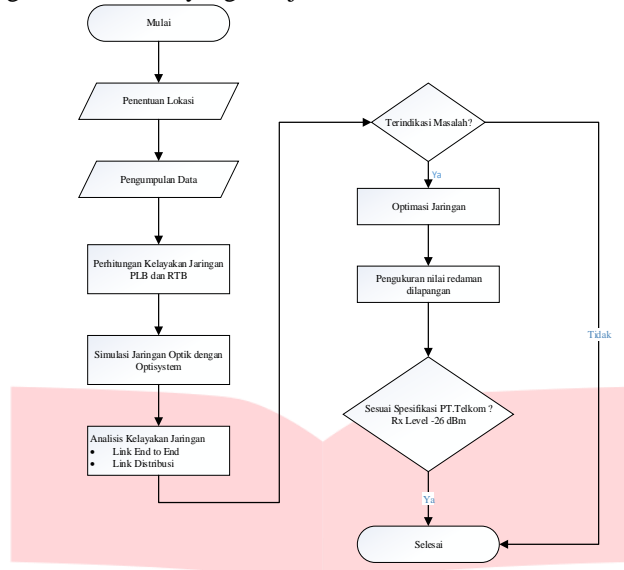 Mulai
Penentuan Lokasi
Pengumpulan Data
Perhitungan Kelayakan Jaringan
PLB dan RTB
Simulasi Jaringan Optik dengan
Optisystem
Analisis Kelayakan Jaringan
• Link End to End
• Link Distribusi
Terindikasi Masalah?
Ya
Optimasi Jaringan
Pengukuran nilai redaman
dilapangan
Tidak
Sesuai Spesifikasi PT.Telkom ?
Rx Level -26 dBm
Ya
Selesai